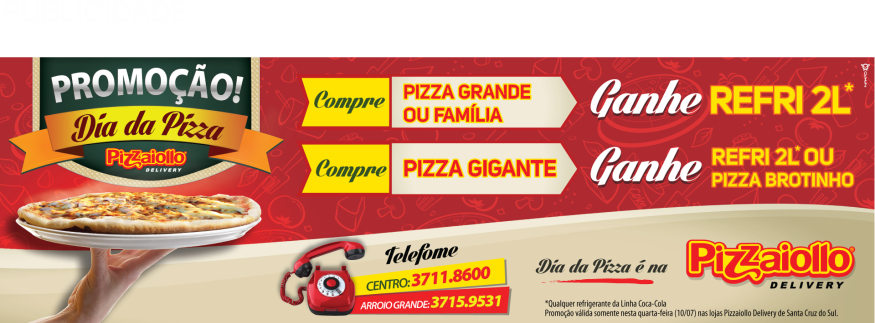 PROMOÇÃO!
Dia da Pizza
Pizzaiollo
DELIVERY
Compre PIZZA GRANDE
OU FAMÍLIA
Ganhe REFRI 2L*
Compre PIZZA GIGANTE
Ganhe REFRI 2L* OU
PIZZA BROTINHO
Telefome
CENTRO: 3711.8600
ARROIO GRANDE: 3715.9531
Dia da Pizza é na
Pizzaiollo
DELIVERY
*Qualquer refrigerante da Linha Coca-Cola
Promoção válida somente nesta quarta-feira (10/07) nas lojas Pizzaiollo Delivery de Santa Cruz do Sul.